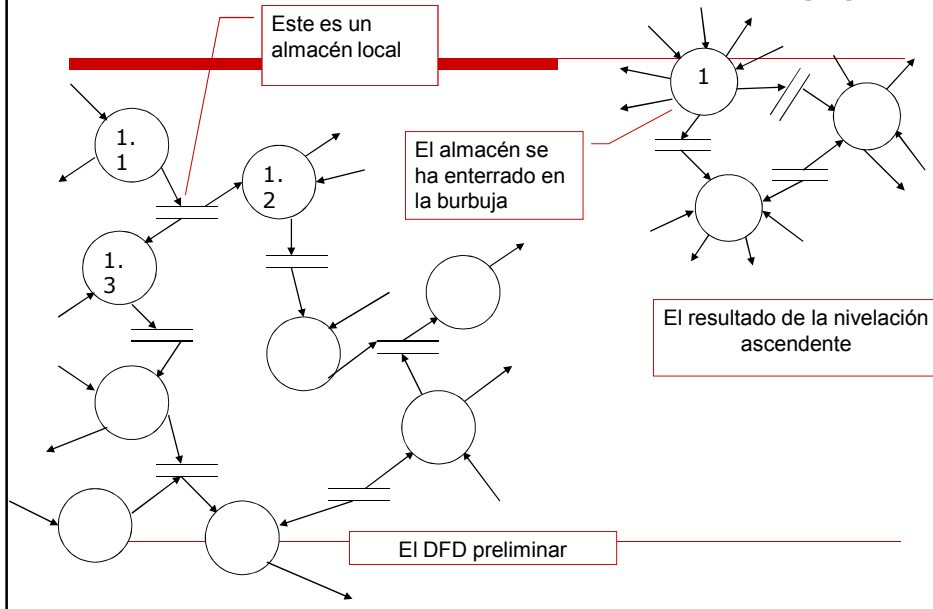 Este es un
almacén local
1
1.
1
1.
2
El almacén se
ha enterrado en
la burbuja
1.
3
El resultado de la nivelación
ascendente
El DFD preliminar